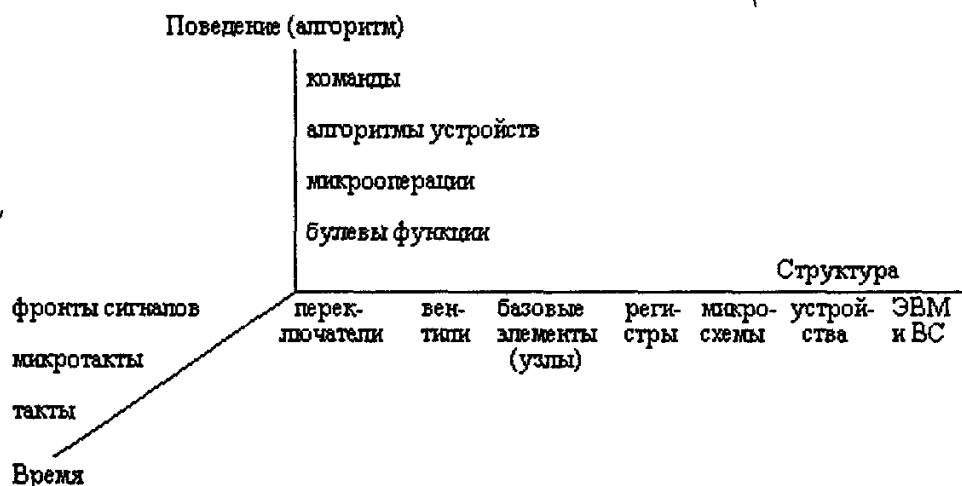 Поведение (алгоритм)
команды
алгоритмы устройств
микрооперации
булевы функции
Структура
фронты сигналов
микротакты
такты
Время
перек-
лючатели
вен-
тили
базовые
элементы
(узлы)
реги-
стры
микро-
схемы
устрой-
ства
ЭВМ
и ВС